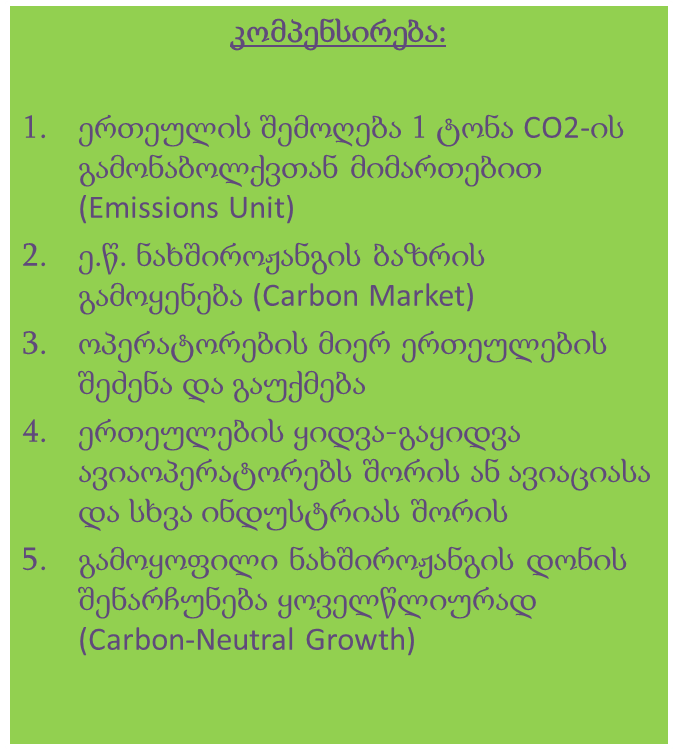 კომპენსირება:
1. ერთეულის შემოღება 1 ტონა CO2-ის
გამონაბოლქვთან მიმართებით
(Emissions Unit)
2. ე.წ. ნახშიროჟანგის ბაზრის
გამოყენება (Carbon Market)
3. ოპერატორების მიერ ერთეულების
შეძენა და გაუქმება
4. ერთეულების ყიდვა-გაყიდვა
ავიაოპერატორებს შორის ან ავიაციასა
და სხვა ინდუსტრიას შორის
5. გამოყოფილი ნახშიროჟანგის დონის
შენარჩუნება ყოველწლიურად
(Carbon-Neutral Growth)